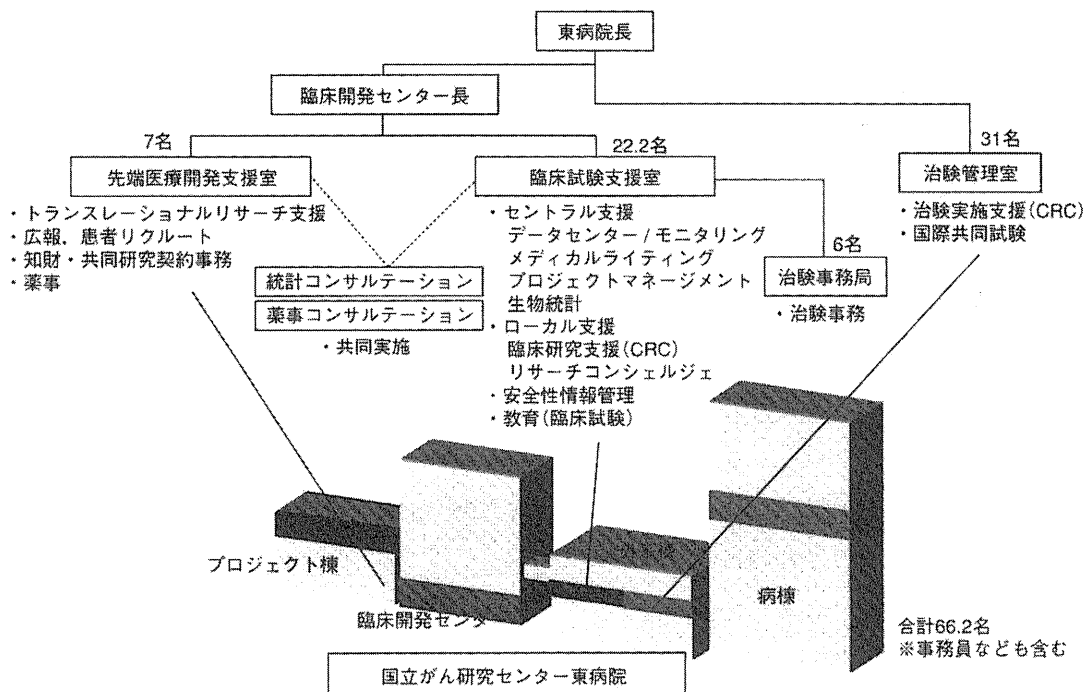 東病院長
臨床開発センター長
7名
先端医療開発支援室
・トランスレーショナルリサーチ支援
・広報，患者リクルート
・知財・共同研究契約事務
・薬事
統計コンサルテーション
薬事コンサルテーション
・共同実施
22.2名
臨床試験支援室
・セントラル支援
データセンター/モニタリング
メディカルライティング
プロジェクトマネージメント
生物統計
・ローカル支援
臨床研究支援(CRC)
リサーチコンシェルジェ
・安全性情報管理
・教育(臨床試験)
6名
治験事務局
・治験事務
31名
治験管理室
・治験実施支援(CRC)
・国際共同試験
プロジェクト棟
臨床開発センタ
病棟
合計66.2名
※事務員なども含む
国立がん研究センター東病院